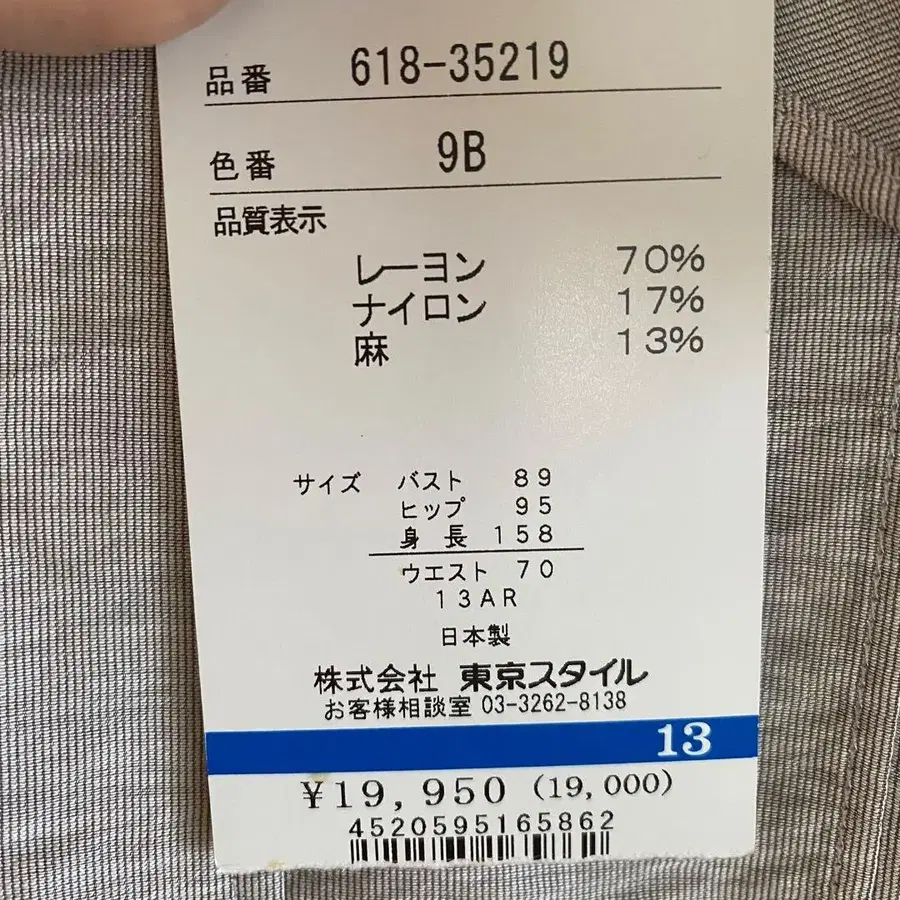 品番 618-35219
色番 9B
品質表示
レーヨン 70%
ナイロン 17%
麻 13%
サイズ バスト 89
ヒップ 95
身長 158
ウエスト 70
13AR
日本製
株式会社 東京スタイル
お客様相談室 03-3262-8138
13
¥19,950 (19,000)
4520595165862